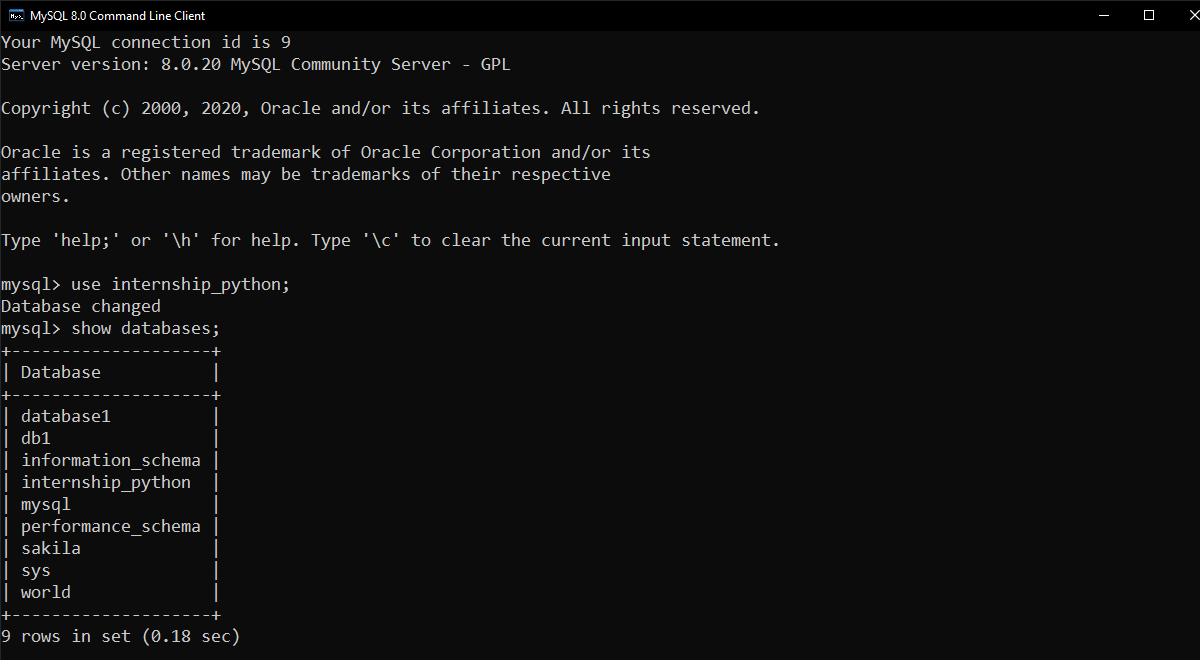 MySQL 8.0 Command Line Client
Your MySQL connection id is 9
Server version: 8.0.20 MySQL Community Server - GPL
Copyright (c) 2000, 2020, Oracle and/or its affiliates. All rights reserved.
Oracle is a registered trademark of Oracle Corporation and/or its
affiliates. Other names may be trademarks of their respective
owners.
Type 'help;' or '\h' for help. Type '\c' to clear the current input statement.
mysql> use internship_python;
Database changed
mysql> show databases;
+--------------------+
| Database           |
+--------------------+
| database1          |
| db1                |
| information_schema |
| internship_python  |
| mysql              |
| performance_schema |
| sakila             |
| sys                |
| world              |
+--------------------+
9 rows in set (0.18 sec)